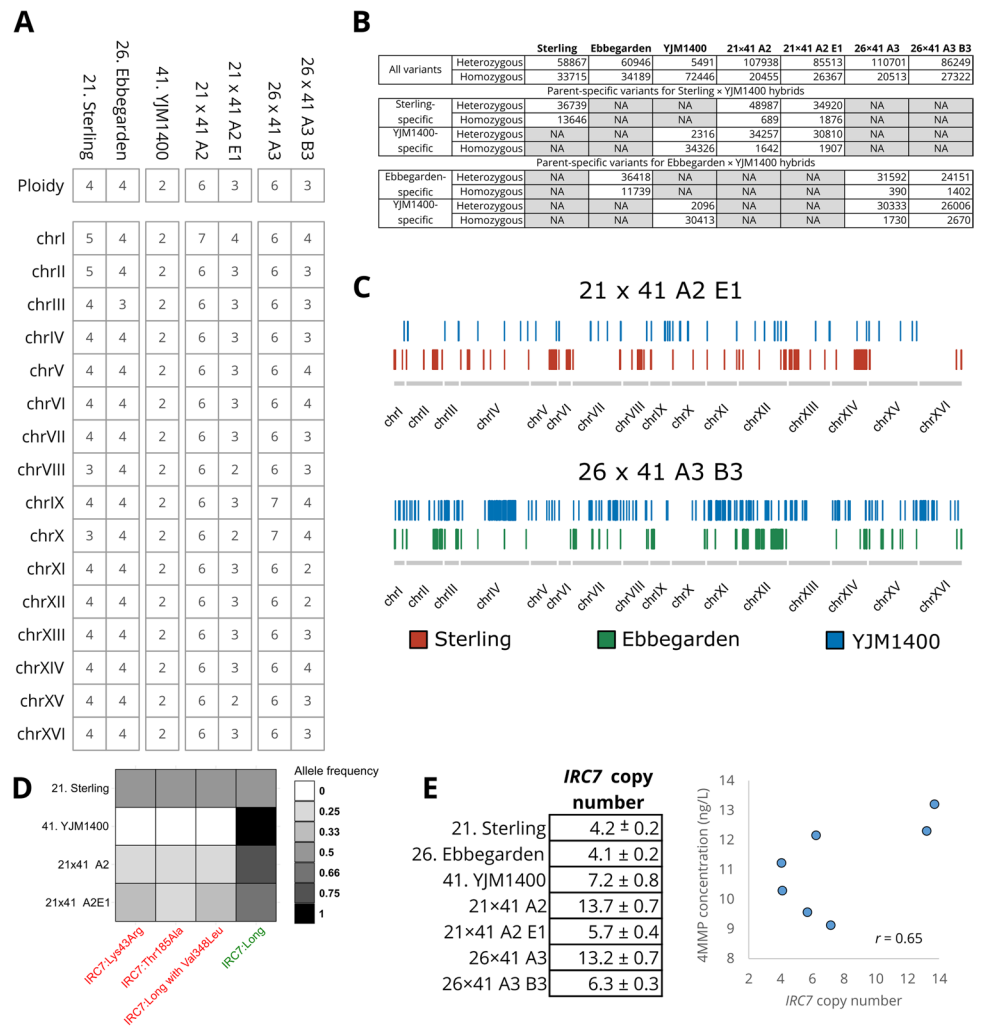 A
21. Sterling 26. Ebbegarden 41. YJM1400 21 x 41 A2 21 x 41 A2 E1 26 x 41 A3 26 x 41 A3 B3
Ploidy 4 4 2 6 3 6 3
chrI 5 4 2 7 4 6 4
chrII 5 4 2 6 3 6 3
chrIII 4 3 2 6 3 6 3
chrIV 4 4 2 6 3 6 3
chrV 4 4 2 6 3 6 4
chrVI 4 4 2 6 3 6 4
chrVII 4 4 2 6 3 6 3
chrVIII 3 4 2 6 2 6 3
chrIX 4 4 2 6 3 7 4
chrX 3 4 2 6 2 7 4
chrXI 4 4 2 6 3 6 2
chrXII 4 4 2 6 3 6 2
chrXIII 4 4 2 6 3 6 3
chrXIV 4 4 2 6 3 6 4
chrXV 4 4 2 6 2 6 3
chrXVI 4 4 2 6 3 6 3
B
Sterling Ebbegarden YJM1400 21×41 A2 21×41 A2 E1 26×41 A3 26×41 A3 B3
All variants
Heterozygous 58867 60946 5491 107938 85513 110701 86249
Homozygous 33715 34189 72446 20455 26367 20513 27322
Parent-specific variants for Sterling × YJM1400 hybrids
Sterling- Heterozygous 36739 NA NA 48987 34920 NA NA
specific Homozygous 13646 NA NA 689 1876 NA NA
YJM1400- Heterozygous NA NA 2316 34257 30810 NA NA
specific Homozygous NA NA 34326 1642 1907 NA NA
Parent-specific variants for Ebbegarden × YJM1400 hybrids
Ebbegarden- Heterozygous NA 36418 NA NA NA 31592 24151
specific Homozygous NA 11739 NA NA NA 390 1402
YJM1400- Heterozygous NA NA 2096 NA NA 30333 26006
specific Homozygous NA NA 30413 NA NA 1730 2670
C
21 x 41 A2 E1
chrI chrII chrIII chrIV chrV chrVI chrVII chrVIII chrIX chrX chrXI chrXII chrXIII chrXIV chrXV chrXVI
26 x 41 A3 B3
chrI chrII chrIII chrIV chrV chrVI chrVII chrVIII chrIX chrX chrXI chrXII chrXIII chrXIV chrXV chrXVI
Sterling Ebbegarden YJM1400
D
21. Sterling
41. YJM1400
21x41 A2
21x41 A2E1
IRC7:Lys43Arg
IRC7:Thr185Ala
IRC7:Long with Val348Leu
IRC7:Long
Allele frequency
0
0.25
0.33
0.5
0.66
0.75
1
E
IRC7 copy
number
21. Sterling 4.2 ± 0.2
26. Ebbegarden 4.1 ± 0.2
41. YJM1400 7.2 ± 0.8
21×41 A2 13.7 ± 0.7
21×41 A2 E1 5.7 ± 0.4
26×41 A3 13.2 ± 0.7
26×41 A3 B3 6.3 ± 0.3
4MMP concentration (ng/L)
14
13
12
11
10
9
8
r = 0.65
2 4 6 8 10 12 14
IRC7 copy number